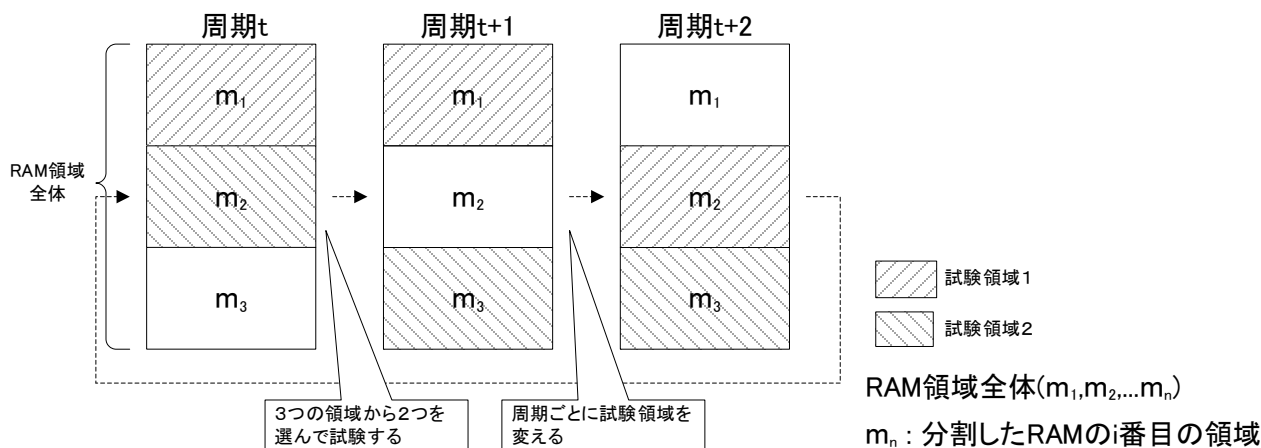 周期t
周期t+1
周期t+2
RAM領域
全体
m₁
m₂
m₃
m₁
m₂
m₃
m₁
m₂
m₃
3つの領域から2つを
選んで試験する
周期ごとに試験領域を
変える
試験領域1
試験領域2
RAM領域全体(m₁,m₂,...mₙ)
mₙ : 分割したRAMのi番目の領域